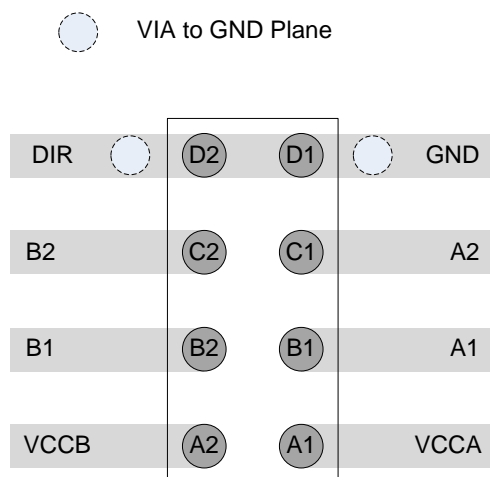 VIA to GND Plane
DIR D2 D1 GND
B2 C2 C1 A2
B1 B2 B1 A1
VCCB A2 A1 VCCA